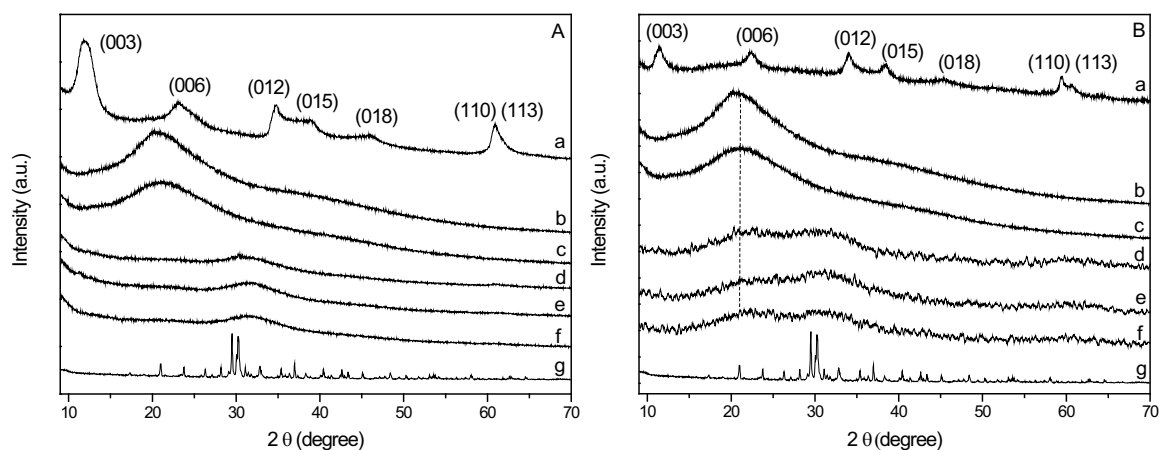 A
(003)
(006)
(012)
(015)
(018)
(110) (113)
a
b
c
d
e
f
g
Intensity (a.u.)
10 20 30 40 50 60 70
2 θ (degree)
B
(003)
(006)
(012)
(015)
(018)
(110) (113)
a
b
c
d
e
f
g
Intensity (a.u.)
10 20 30 40 50 60 70
2 θ (degree)